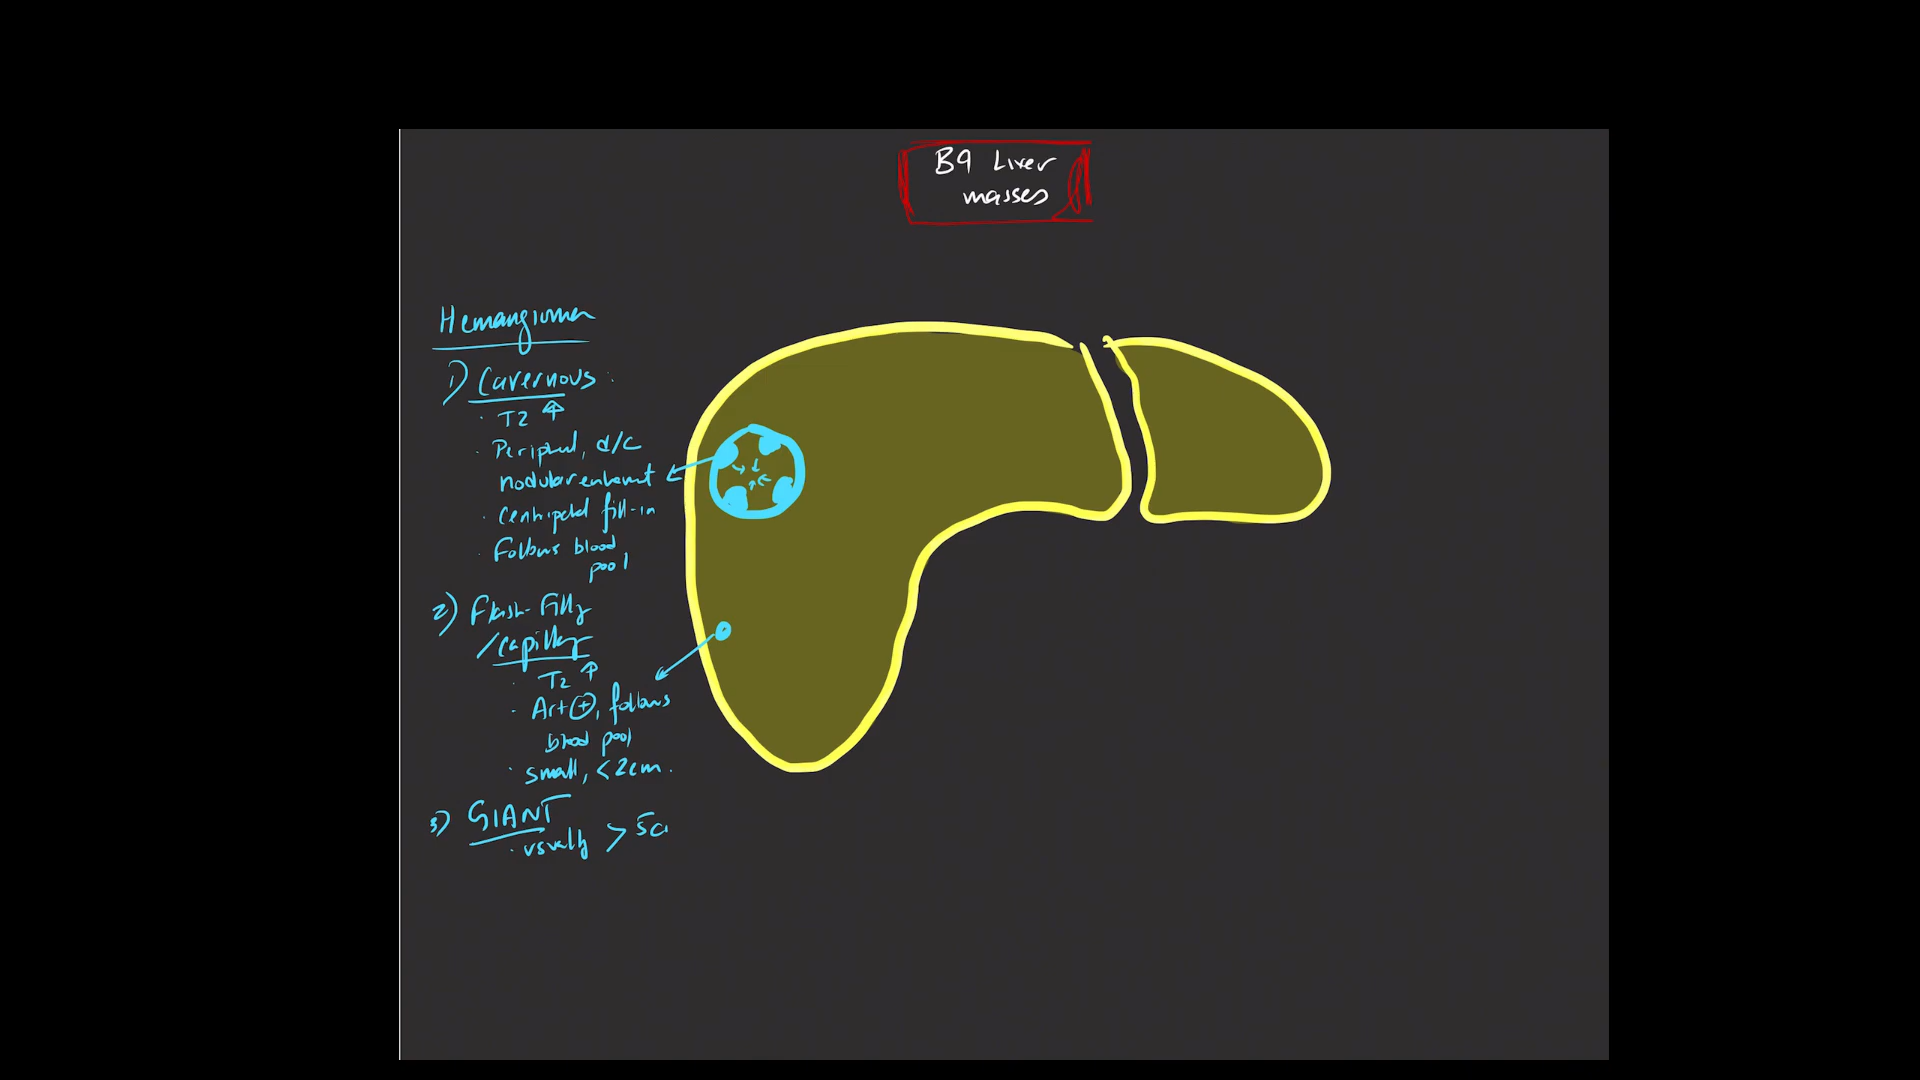 B9 Liver
masses
Hemangioma
1) Cavernous:
· T2 ↑
· Peripheral, d/c
nodular enhancement
· Centripetal fill-in
· Follows blood
pool
2) Flash-filling
/capillary
· T2 ↑
· Art ⊕, follows
blood pool
· small, <2cm.
3) GIANT
· usually > 5c